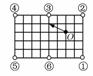 ④ ③ ②
O
⑤ ⑥ ①